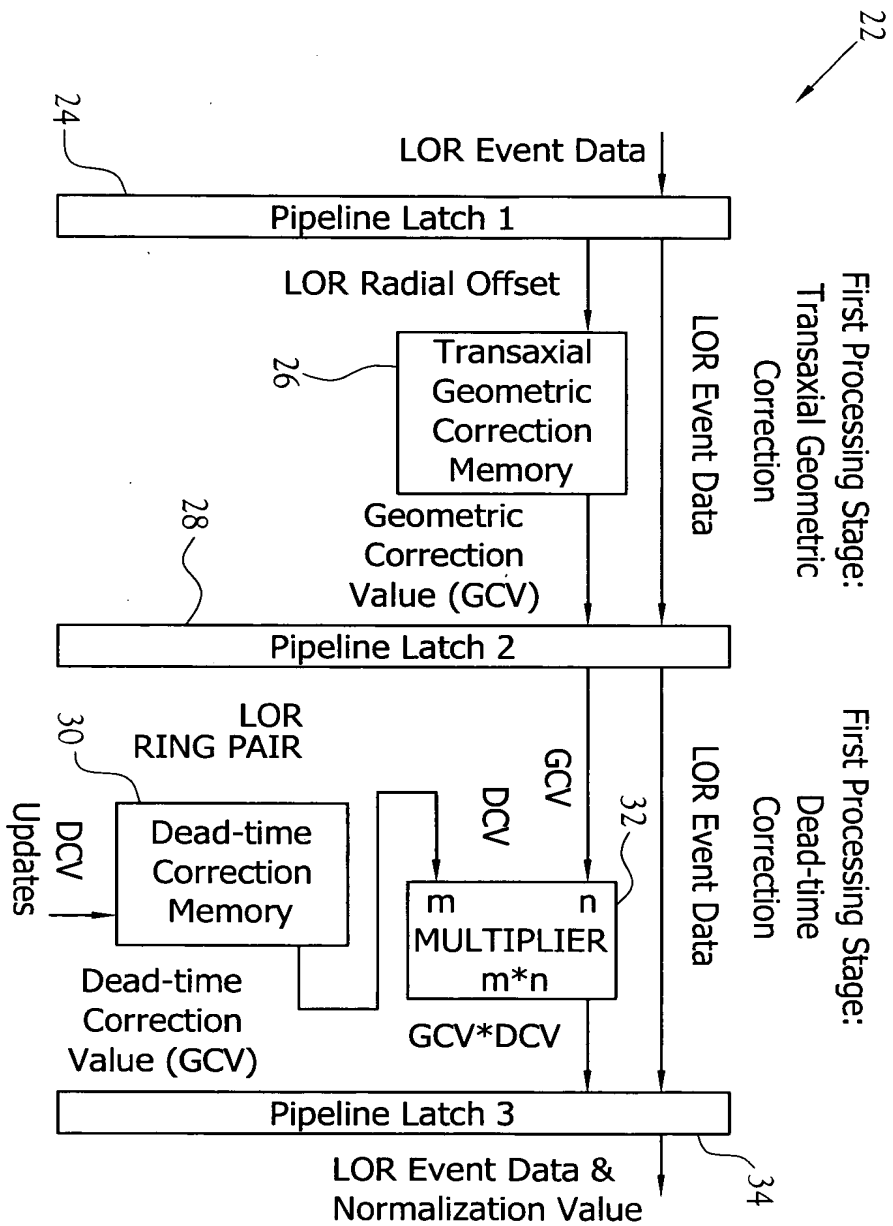 22
24
LOR Event Data
Pipeline Latch 1
First Processing Stage:
Transaxial Geometric
Correction
LOR Radial Offset
LOR Event Data
26
Transaxial
Geometric
Correction
Memory
28
Geometric
Correction
Value (GCV)
Pipeline Latch 2
First Processing Stage:
Dead-time
Correction
30
LOR
RING PAIR
GCV
DCV
32
LOR Event Data
DCV
Updates
Dead-time
Correction
Memory
m n
MULTIPLIER
m*n
Dead-time
Correction
Value (GCV)
GCV*DCV
Pipeline Latch 3
34
LOR Event Data &
Normalization Value